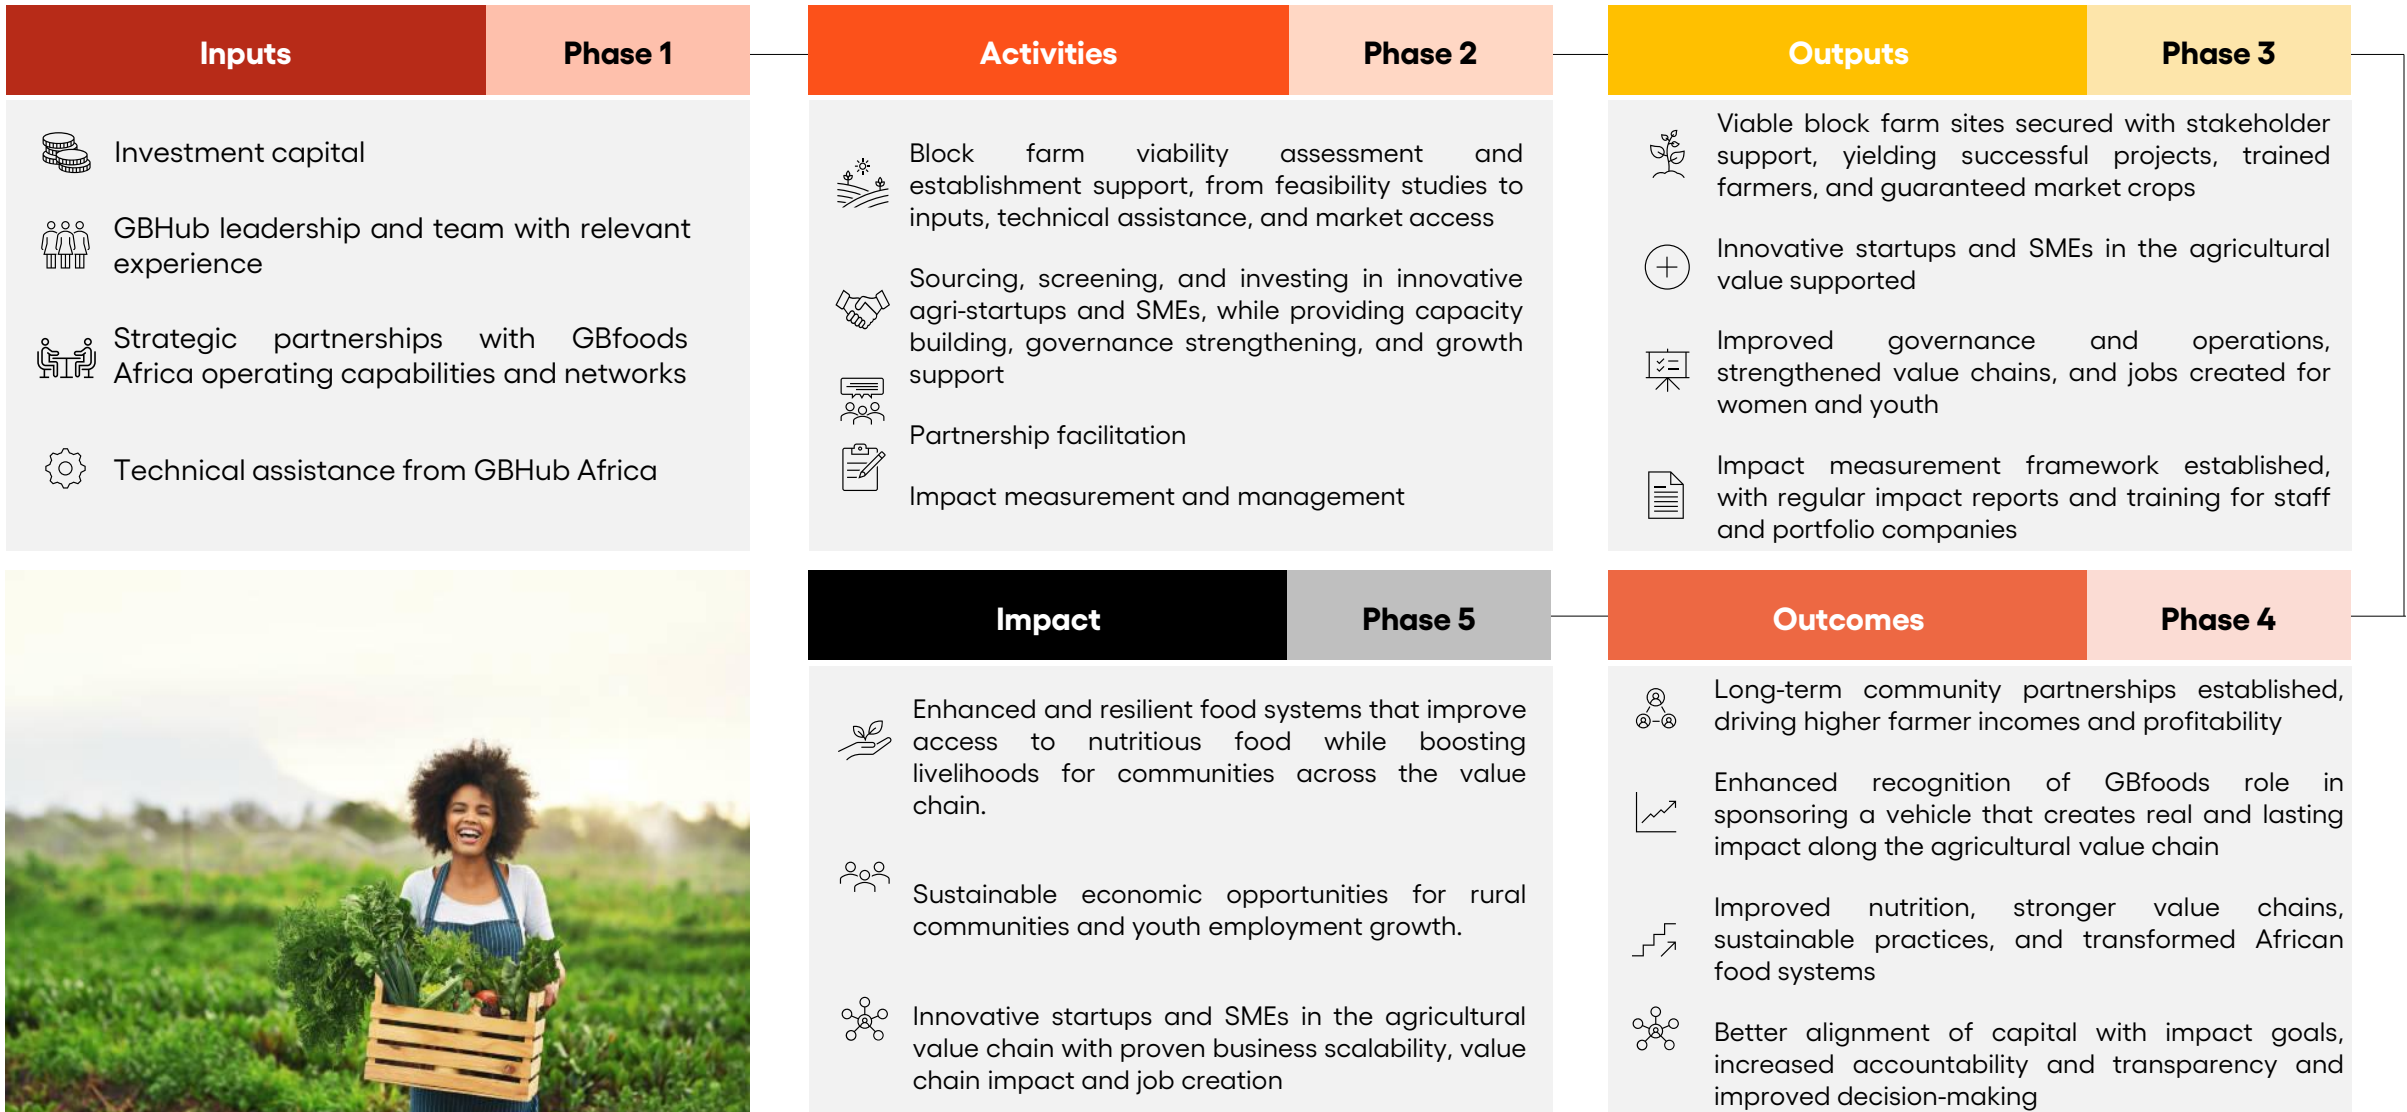 Inputs
Phase 1
Investment capital
GBHub leadership and team with relevant
experience
Strategic partnerships with GBfoods
Africa operating capabilities and networks
Technical assistance from GBHub Africa
Activities
Phase 2
Block farm viability assessment and
establishment support, from feasibility studies to
inputs, technical assistance, and market access
Sourcing, screening, and investing in innovative
agri-startups and SMEs, while providing capacity
building, governance strengthening, and growth
support
Partnership facilitation
Impact measurement and management
Outputs
Phase 3
Viable block farm sites secured with stakeholder
support, yielding successful projects, trained
farmers, and guaranteed market crops
Innovative startups and SMEs in the agricultural
value supported
Improved governance and operations,
strengthened value chains, and jobs created for
women and youth
Impact measurement framework established,
with regular impact reports and training for staff
and portfolio companies
Outcomes
Phase 4
Long-term community partnerships established,
driving higher farmer incomes and profitability
Enhanced recognition of GBfoods role in
sponsoring a vehicle that creates real and lasting
impact along the agricultural value chain
Improved nutrition, stronger value chains,
sustainable practices, and transformed African
food systems
Better alignment of capital with impact goals,
increased accountability and transparency and
improved decision-making
Impact
Phase 5
Enhanced and resilient food systems that improve
access to nutritious food while boosting
livelihoods for communities across the value
chain.
Sustainable economic opportunities for rural
communities and youth employment growth.
Innovative startups and SMEs in the agricultural
value chain with proven business scalability, value
chain impact and job creation